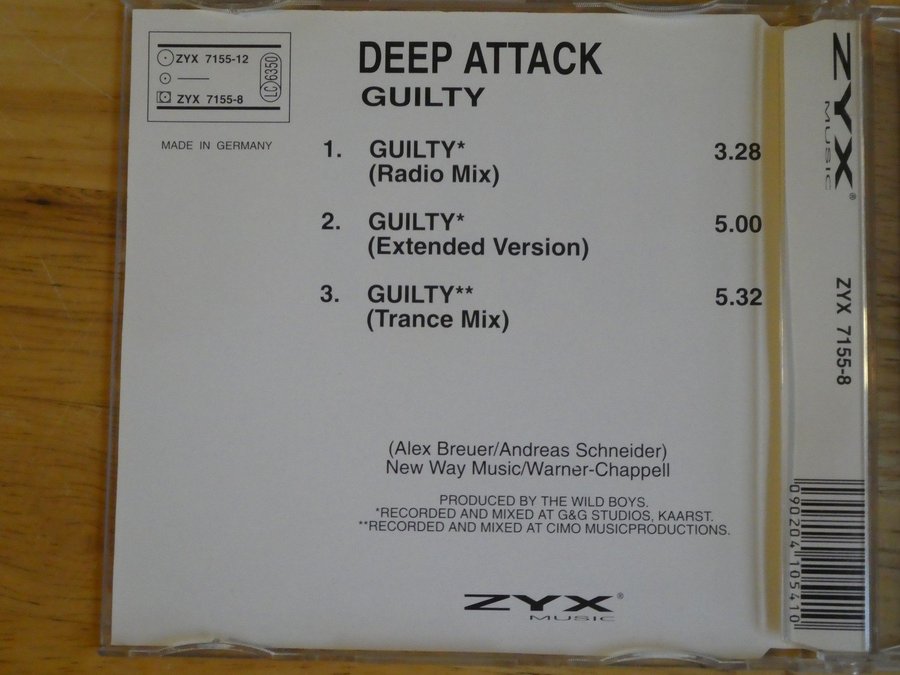 ZYX 7155-12
ZYX 7155-8
LC 6350
MADE IN GERMANY
DEEP ATTACK
GUILTY
1. GUILTY* 3.28
(Radio Mix)
2. GUILTY* 5.00
(Extended Version)
3. GUILTY** 5.32
(Trance Mix)
(Alex Breuer/Andreas Schneider)
New Way Music/Warner-Chappell
PRODUCED BY THE WILD BOYS.
*RECORDED AND MIXED AT G&G STUDIOS, KAARST.
**RECORDED AND MIXED AT CIMO MUSICPRODUCTIONS.
ZYX®
MUSIC
ZYX®
MUSIC
ZYX 7155-8
090204105410